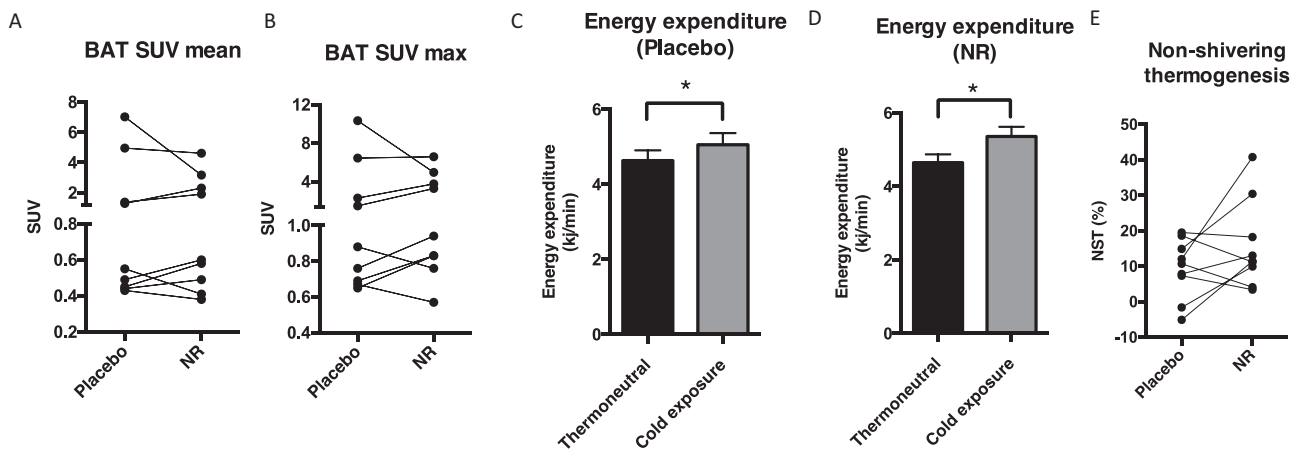 A
BAT SUV mean
SUV
8
6
4
2
0.8
0.6
0.4
0.2
Placebo
NR
B
BAT SUV max
SUV
12
8
4
1.0
0.8
0.6
0.4
Placebo
NR
C
Energy expenditure
(Placebo)
*
Energy expenditure
(kj/min)
6
4
2
0
Thermoneutral
Cold exposure
D
Energy expenditure
(NR)
*
Energy expenditure
(kj/min)
6
4
2
0
Thermoneutral
Cold exposure
E
Non-shivering
thermogenesis
NST (%)
50
40
30
20
10
0
-10
Placebo
NR